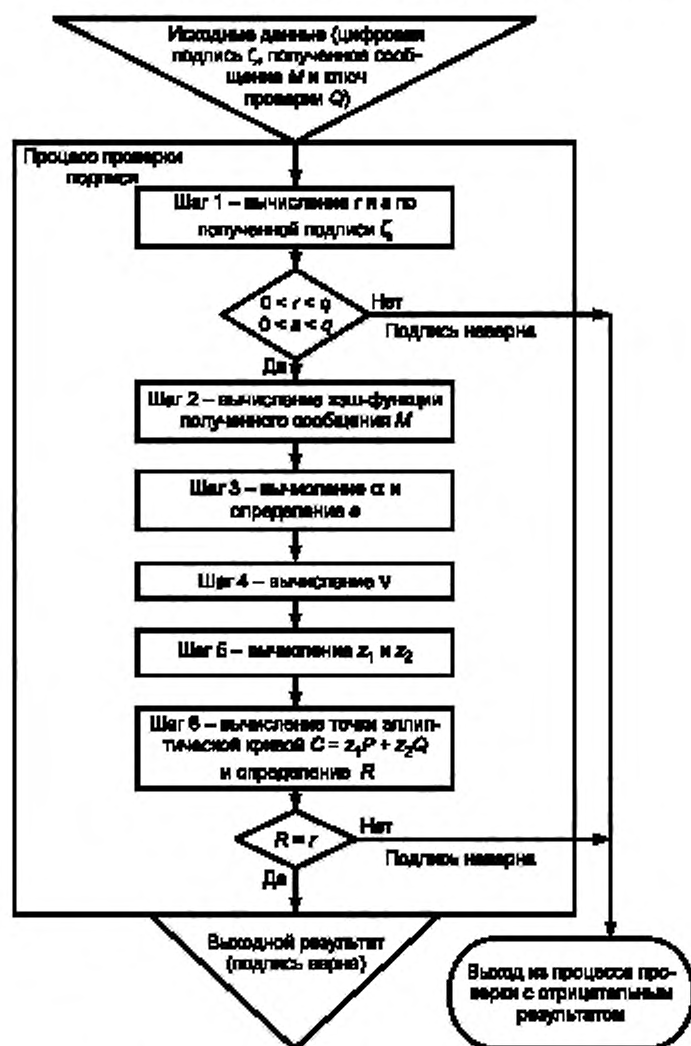 Исходные данные (цифровая
подпись ζ, полученное сооб-
щение M и ключ
проверки Q)
Процесс проверки
подписи
Шаг 1 – вычисление r и s по
полученной подписи ζ
0 < r < q
0 < s < q
Нет
Подпись неверна
Да
Шаг 2 – вычисление хэш-функции
полученного сообщения M
Шаг 3 – вычисление α и
определение e
Шаг 4 – вычисление v
Шаг 5 – вычисление z₁ и z₂
Шаг 6 – вычисление точки эллип-
тической кривой C = z₁P + z₂Q
и определение R
R = r
Нет
Подпись неверна
Да
Выходной результат
(подпись верна)
Выход из процесса про-
верки с отрицательным
результатом